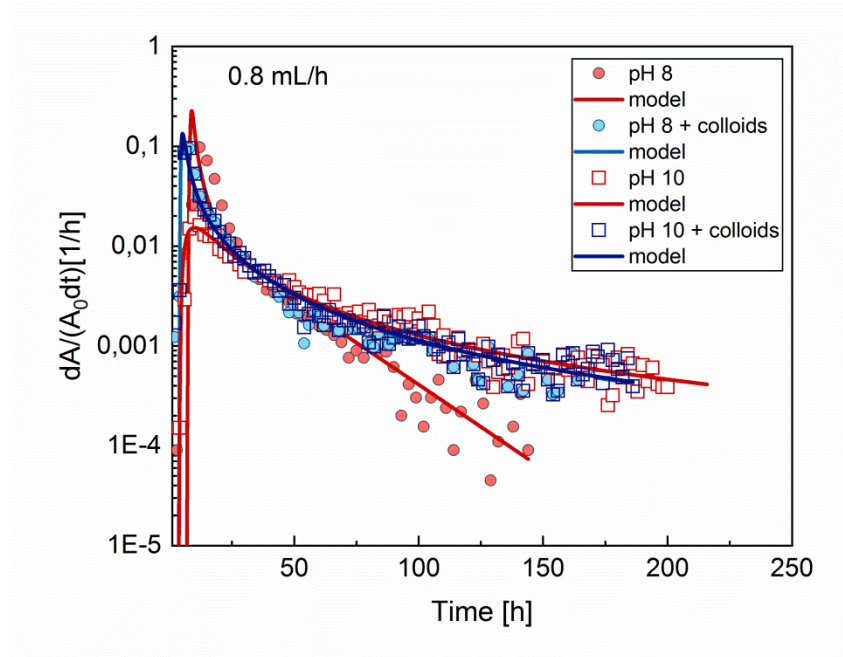 1
0,1
0,01
0,001
1E-4
1E-5
dA/(A₀dt)[1/h]
0.8 mL/h
pH 8
model
pH 8 + colloids
model
pH 10
model
pH 10 + colloids
model
50
100
150
200
250
Time [h]